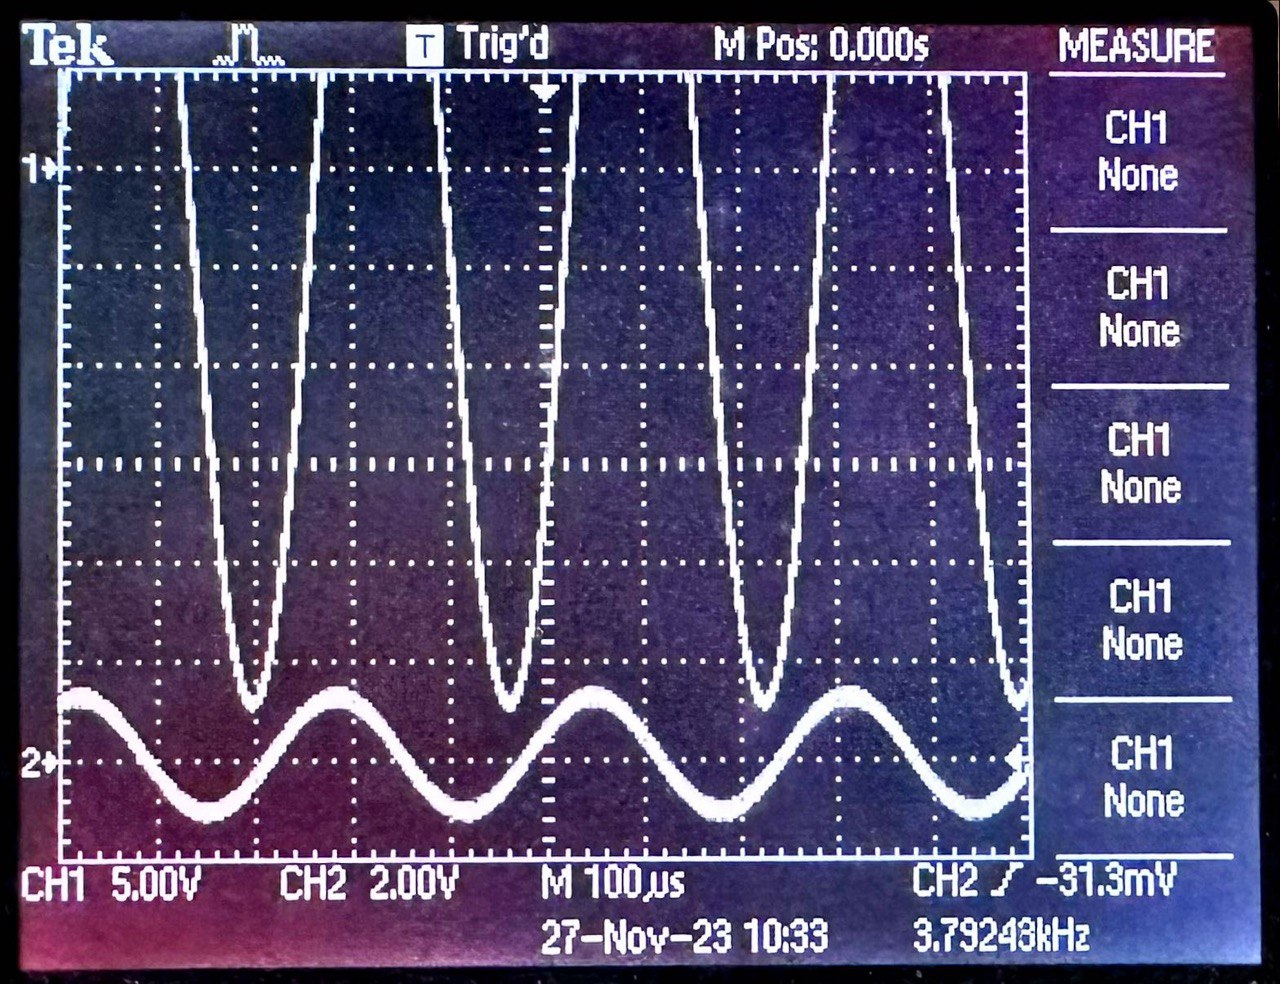 Tek T Trig'd M Pos: 0.000s MEASURE
CH1
None
CH1
None
CH1
None
CH1
None
CH1
None
1
2
CH1 5.00V CH2 2.00V M 100µs CH2 -31.3mV
27-Nov-23 10:33 3.79248kHz